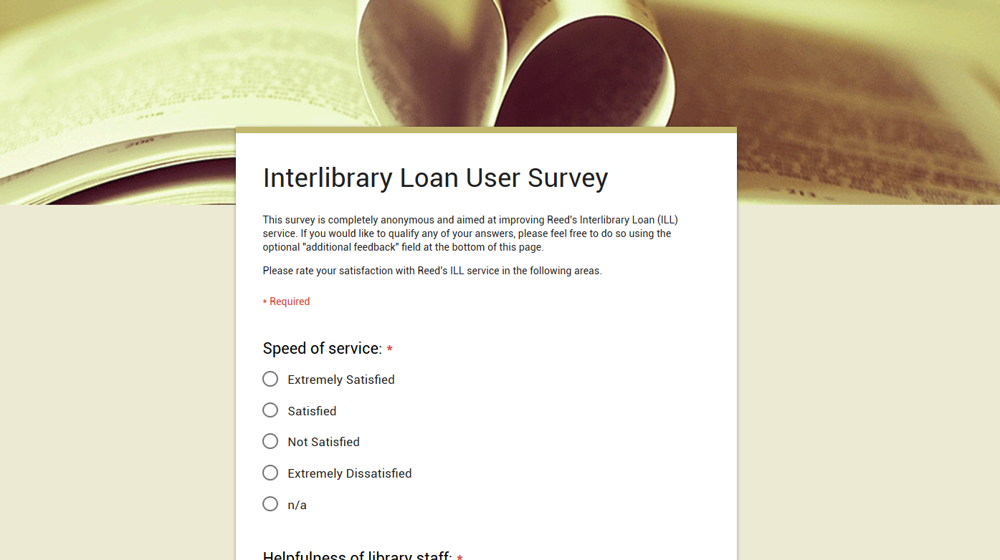 Interlibrary Loan User Survey
This survey is completely anonymous and aimed at improving Reed's Interlibrary Loan (ILL)
service. If you would like to qualify any of your answers, please feel free to do so using the
optional "additional feedback" field at the bottom of this page.
Please rate your satisfaction with Reed's ILL service in the following areas.
* Required
Speed of service: *
Extremely Satisfied
Satisfied
Not Satisfied
Extremely Dissatisfied
n/a
Helpfulness of library staff: *